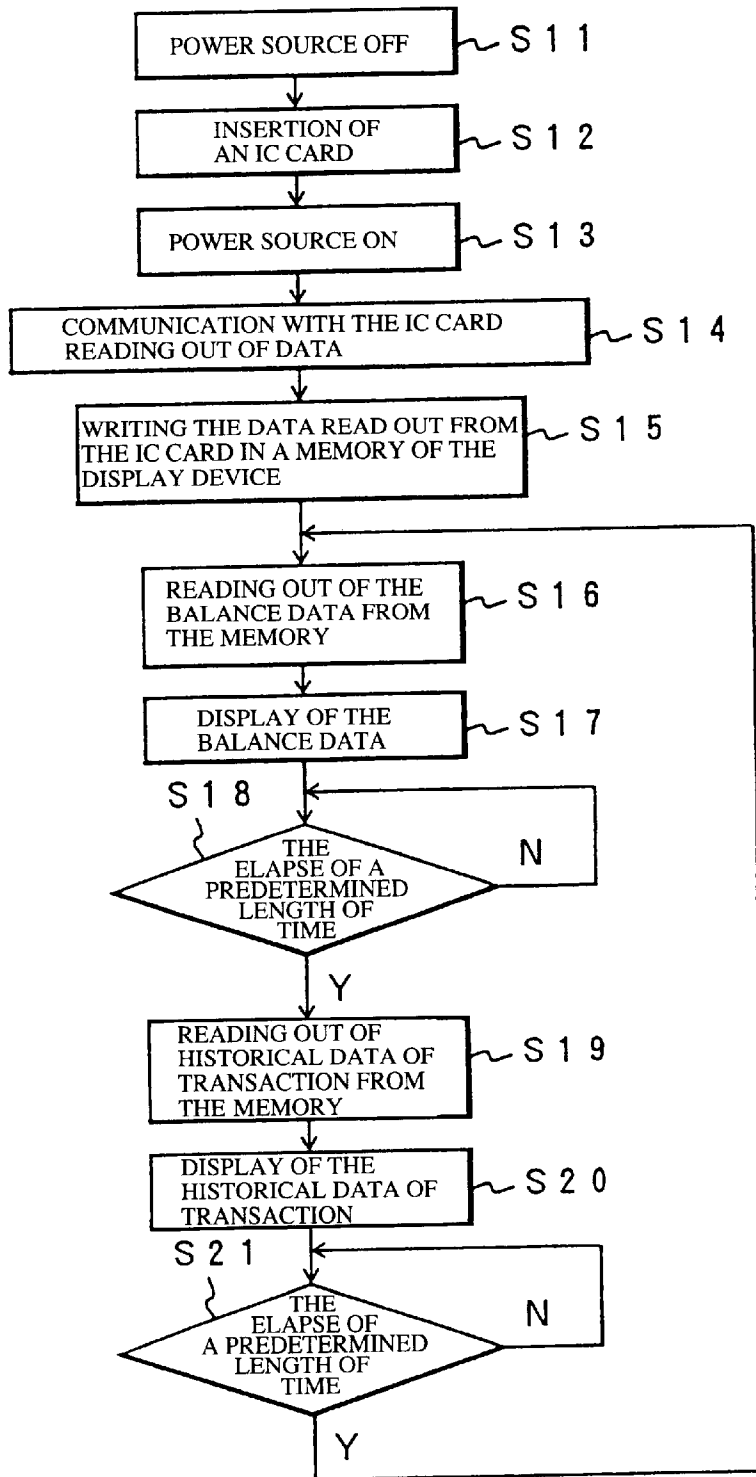 POWER SOURCE OFF
S11
INSERTION OF
AN IC CARD
S12
POWER SOURCE ON
S13
COMMUNICATION WITH THE IC CARD
READING OUT OF DATA
S14
WRITING THE DATA READ OUT FROM
THE IC CARD IN A MEMORY OF THE
DISPLAY DEVICE
S15
READING OUT OF THE
BALANCE DATA FROM
THE MEMORY
S16
DISPLAY OF THE
BALANCE DATA
S17
S18
THE
ELAPSE OF A
PREDETERMINED
LENGTH OF
TIME
N
Y
READING OUT OF
HISTORICAL DATA OF
TRANSACTION FROM
THE MEMORY
S19
DISPLAY OF THE
HISTORICAL DATA OF
TRANSACTION
S20
S21
THE
ELAPSE OF
A PREDETERMINED
LENGTH OF
TIME
N
Y